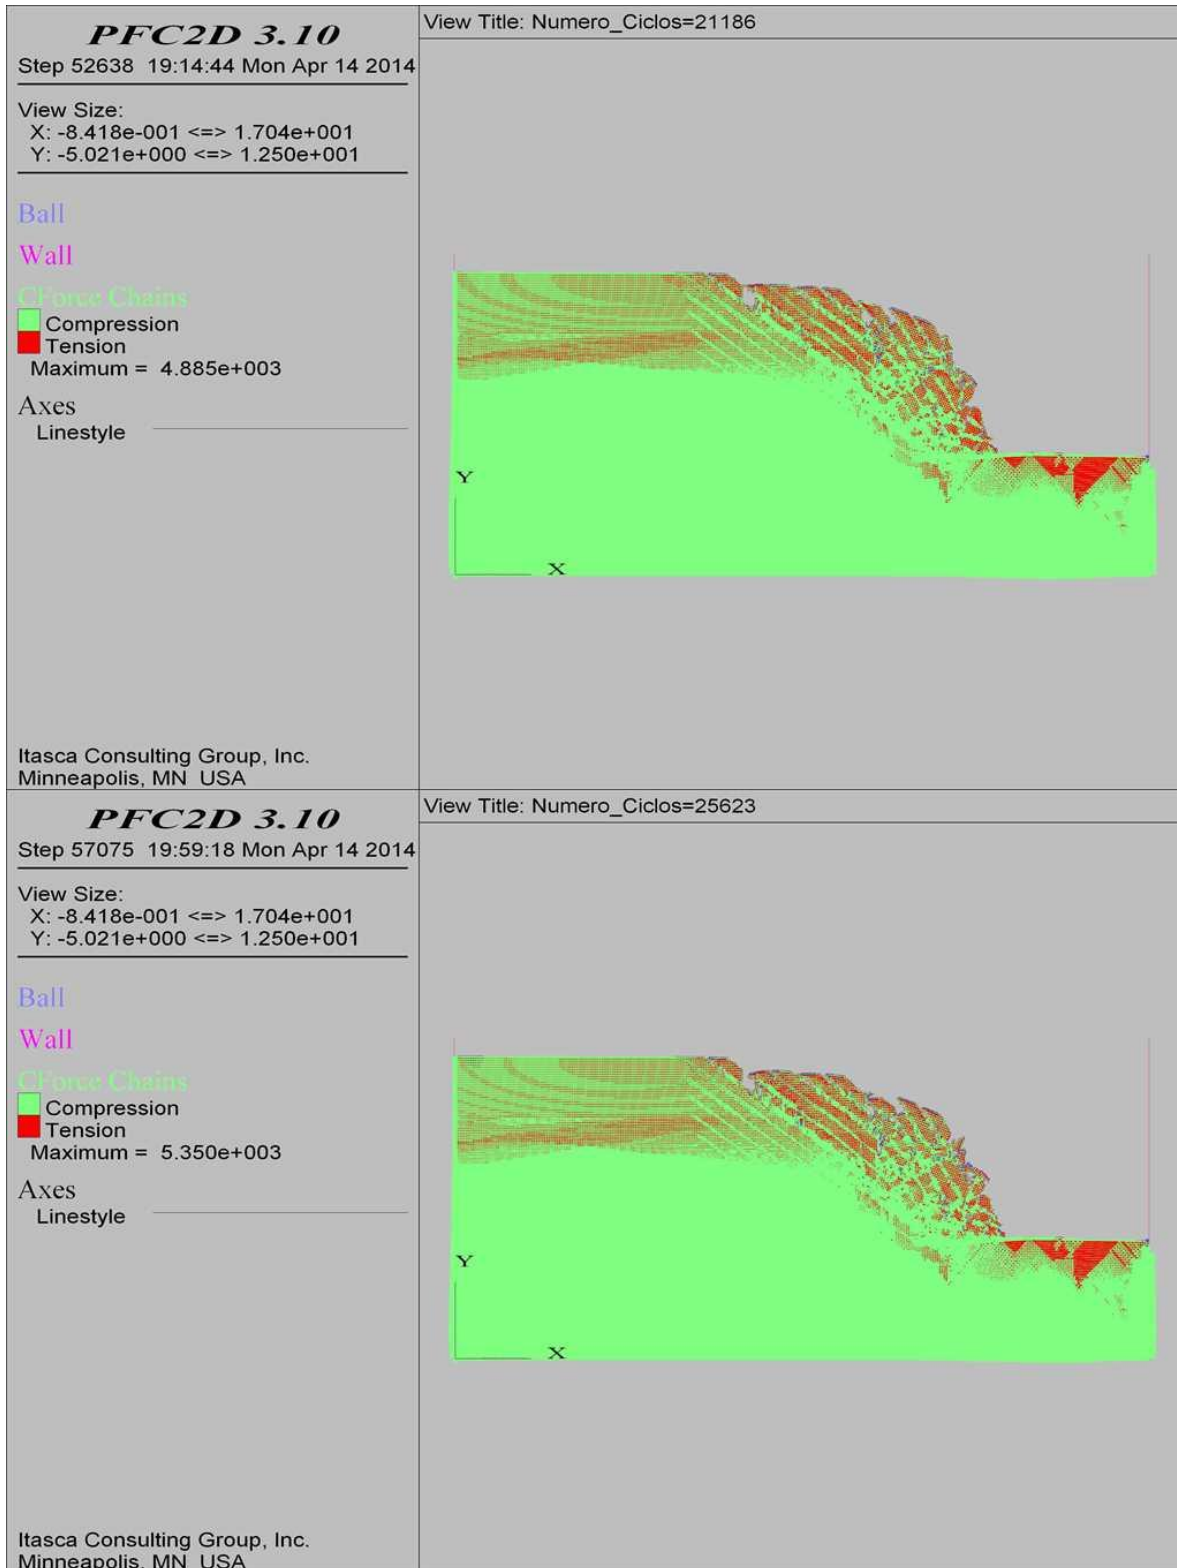 PFC2D 3.10
Step 52638 19:14:44 Mon Apr 14 2014
View Size:
X: -8.418e-001 <=> 1.704e+001
Y: -5.021e+000 <=> 1.250e+001
Ball
Wall
CForce Chains
Compression
Tension
Maximum = 4.885e+003
Axes
Linestyle
Itasca Consulting Group, Inc.
Minneapolis, MN USA
View Title: Numero_Ciclos=21186
Y
X
PFC2D 3.10
Step 57075 19:59:18 Mon Apr 14 2014
View Size:
X: -8.418e-001 <=> 1.704e+001
Y: -5.021e+000 <=> 1.250e+001
Ball
Wall
CForce Chains
Compression
Tension
Maximum = 5.350e+003
Axes
Linestyle
Itasca Consulting Group, Inc.
Minneapolis, MN USA
View Title: Numero_Ciclos=25623
Y
X